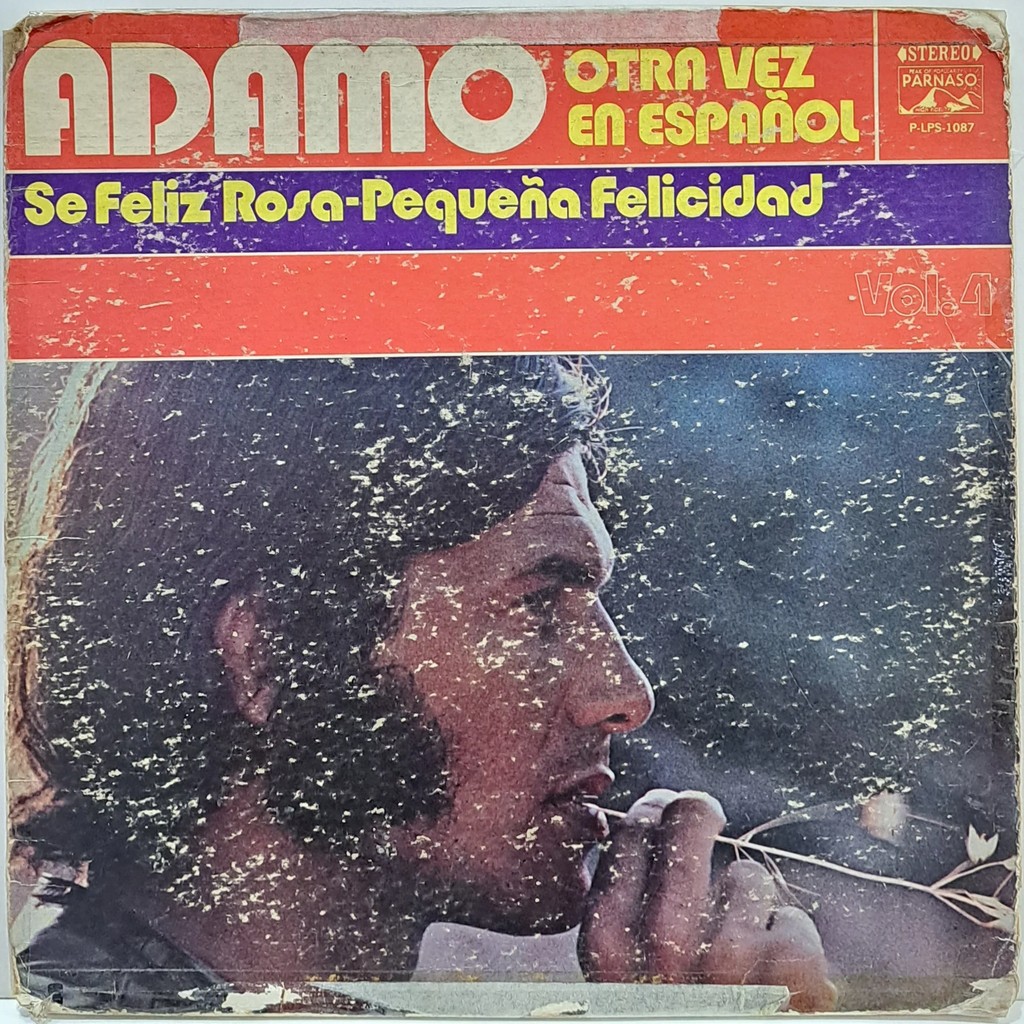 ADAMO
OTRA VEZ
EN ESPAÑOL
STEREO
PARNASO
P-LPS-1087
Se Feliz Rosa-Pequeña Felicidad
Vol. 4